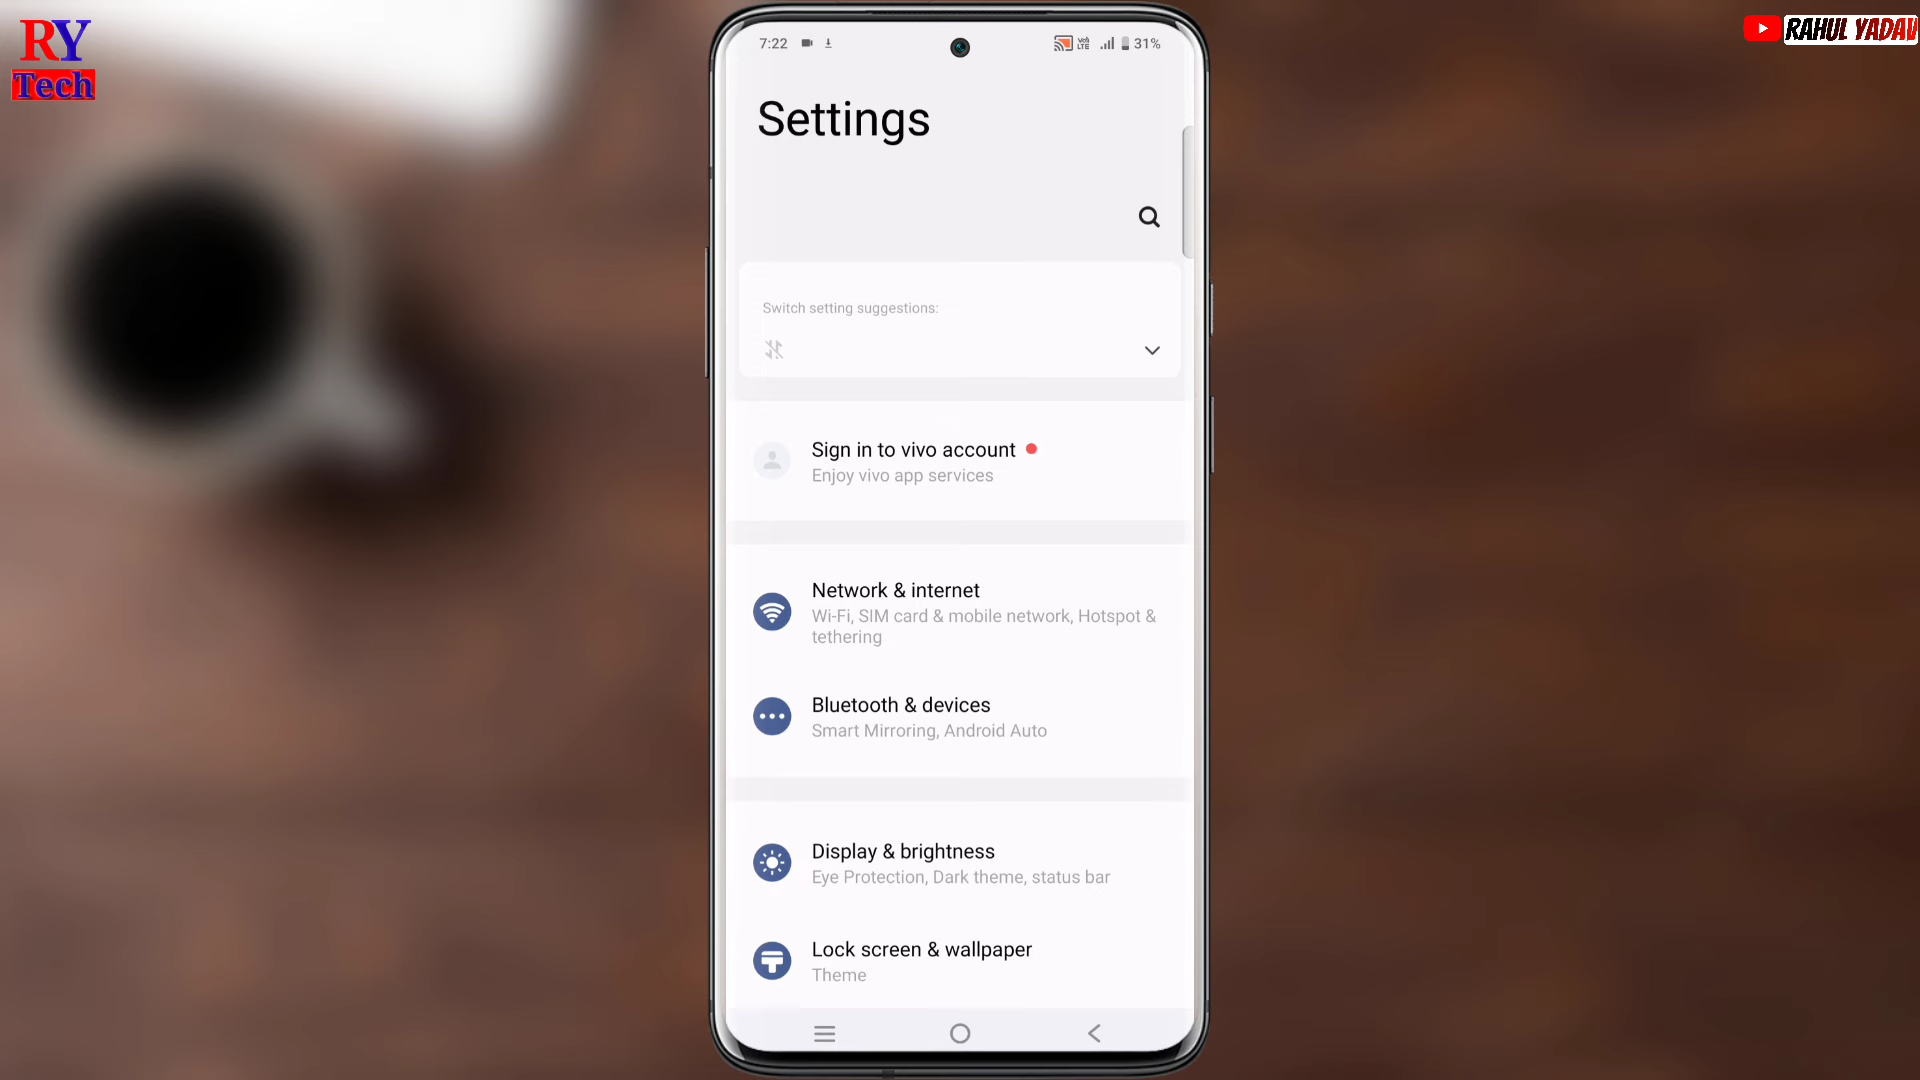 RY
Tech
RAHUL YADAV
7:22
VoLTE
31%
Settings
Switch setting suggestions:
Sign in to vivo account
Enjoy vivo app services
Network & internet
Wi-Fi, SIM card & mobile network, Hotspot &
tethering
Bluetooth & devices
Smart Mirroring, Android Auto
Display & brightness
Eye Protection, Dark theme, status bar
Lock screen & wallpaper
Theme